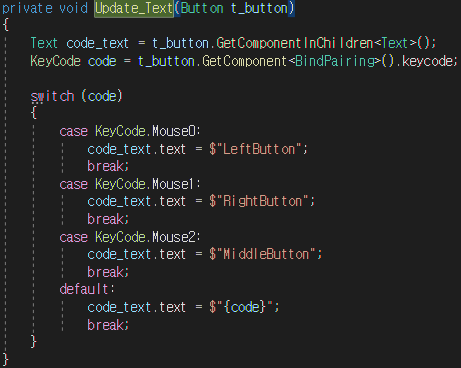 private void Update_Text(Button t_button)
{
Text code_text = t_button.GetComponentInChildren<Text>();
KeyCode code = t_button.GetComponent<BindPairing>().keycode;
switch (code)
{
case KeyCode.Mouse0:
code_text.text = $"LeftButton";
break;
case KeyCode.Mouse1:
code_text.text = $"RightButton";
break;
case KeyCode.Mouse2:
code_text.text = $"MiddleButton";
break;
default:
code_text.text = $"{code}";
break;
}
}